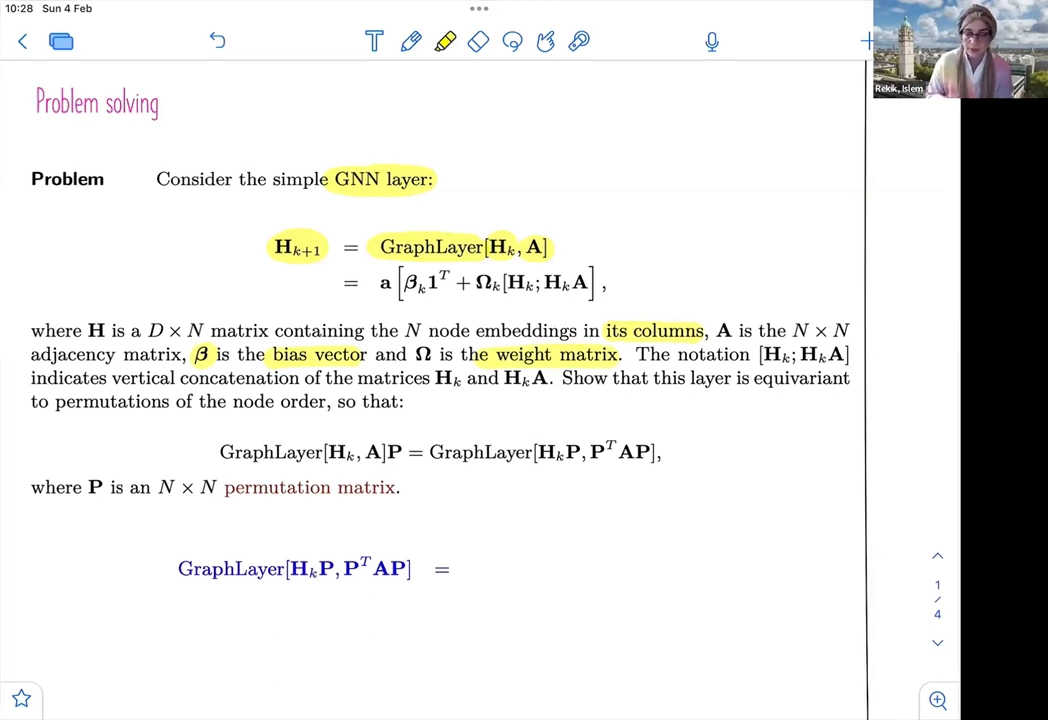 10:28 Sun 4 Feb
Rekik, Islem
Problem solving
Problem Consider the simple GNN layer:
H_{k+1} = GraphLayer[H_k, A]
= a[β_k 1^T + Ω_k[H_k; H_k A],
where H is a D × N matrix containing the N node embeddings in its columns, A is the N × N
adjacency matrix, β is the bias vector and Ω is the weight matrix. The notation [H_k; H_k A]
indicates vertical concatenation of the matrices H_k and H_k A. Show that this layer is equivariant
to permutations of the node order, so that:
GraphLayer[H_k, A]P = GraphLayer[H_k P, P^T AP],
where P is an N × N permutation matrix.
GraphLayer[H_k P, P^T AP] =
1
/
4